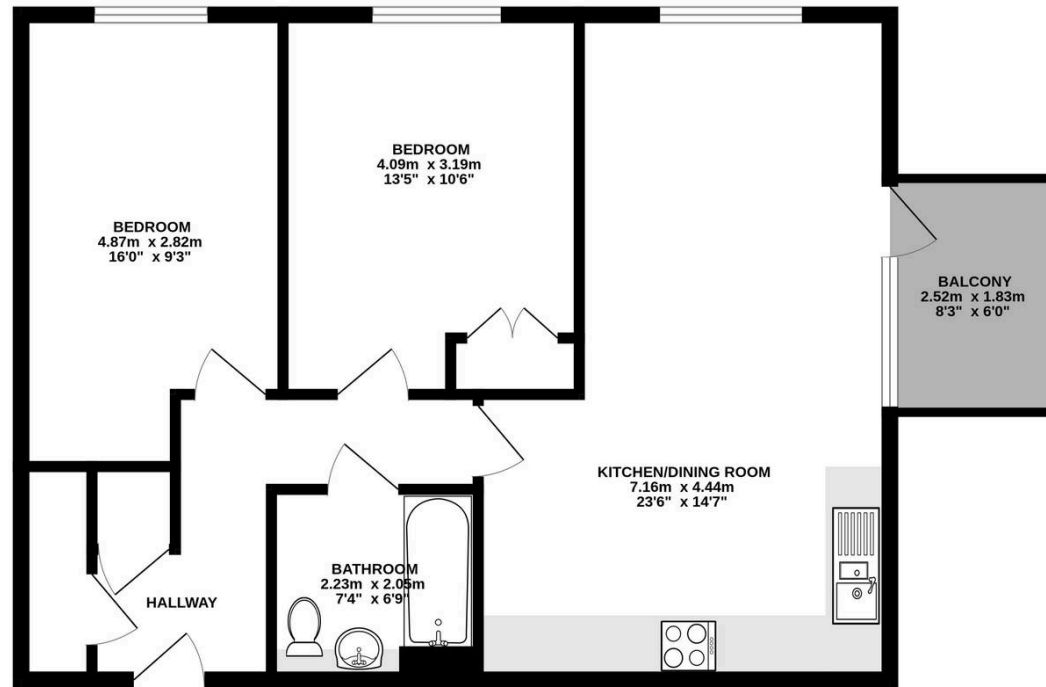 BEDROOM
4.09m x 3.19m
13'5" x 10'6"
BEDROOM
4.87m x 2.82m
16'0" x 9'3"
BALCONY
2.52m x 1.83m
8'3" x 6'0"
KITCHEN/DINING ROOM
7.16m x 4.44m
23'6" x 14'7"
BATHROOM
2.23m x 2.05m
7'4" x 6'9"
HALLWAY